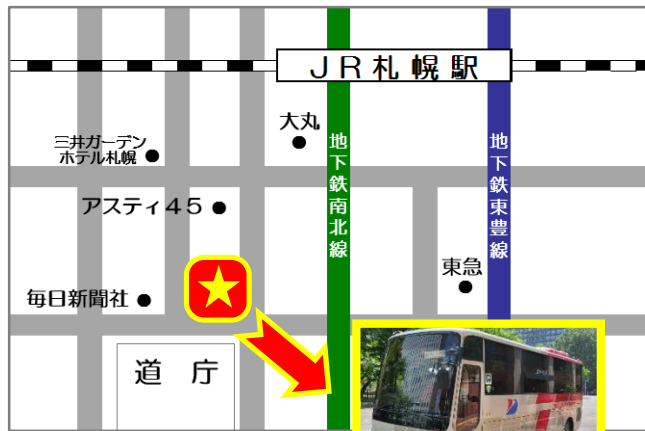 JR札幌駅
大丸
三井ガーデン
ホテル札幌
地下鉄南北線
地下鉄東豊線
アスティ45
東急
毎日新聞社
道庁